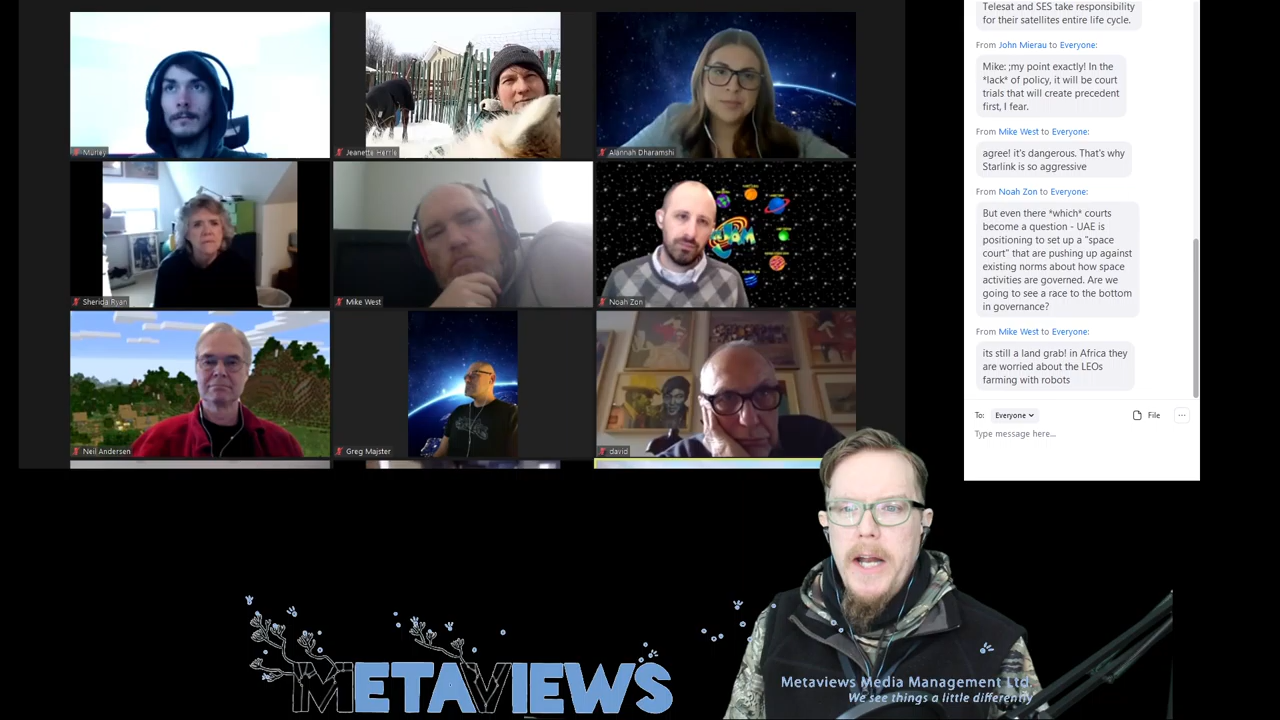 Murley
Jeanette Herrle
Alannah Dharamshi
Sherida Ryan
Mike West
Noah Zon
Neil Andersen
Greg Majster
david
Telesat and SES take responsibility
for their satellites entire life cycle.
From John Mierau to Everyone:
Mike: ;my point exactly! In the
*lack* of policy, it will be court
trials that will create precedent
first, I fear.
From Mike West to Everyone:
agree! it's dangerous. That's why
Starlink is so aggressive
From Noah Zon to Everyone:
But even there *which* courts
become a question - UAE is
positioning to set up a "space
court" that are pushing up against
existing norms about how space
activities are governed. Are we
going to see a race to the bottom
in governance?
From Mike West to Everyone:
its still a land grab! in Africa they
are worried about the LEOs
farming with robots
To: Everyone
File
Type message here...
METAVIEWS
Metaviews Media Management Ltd.
We see things a little differently